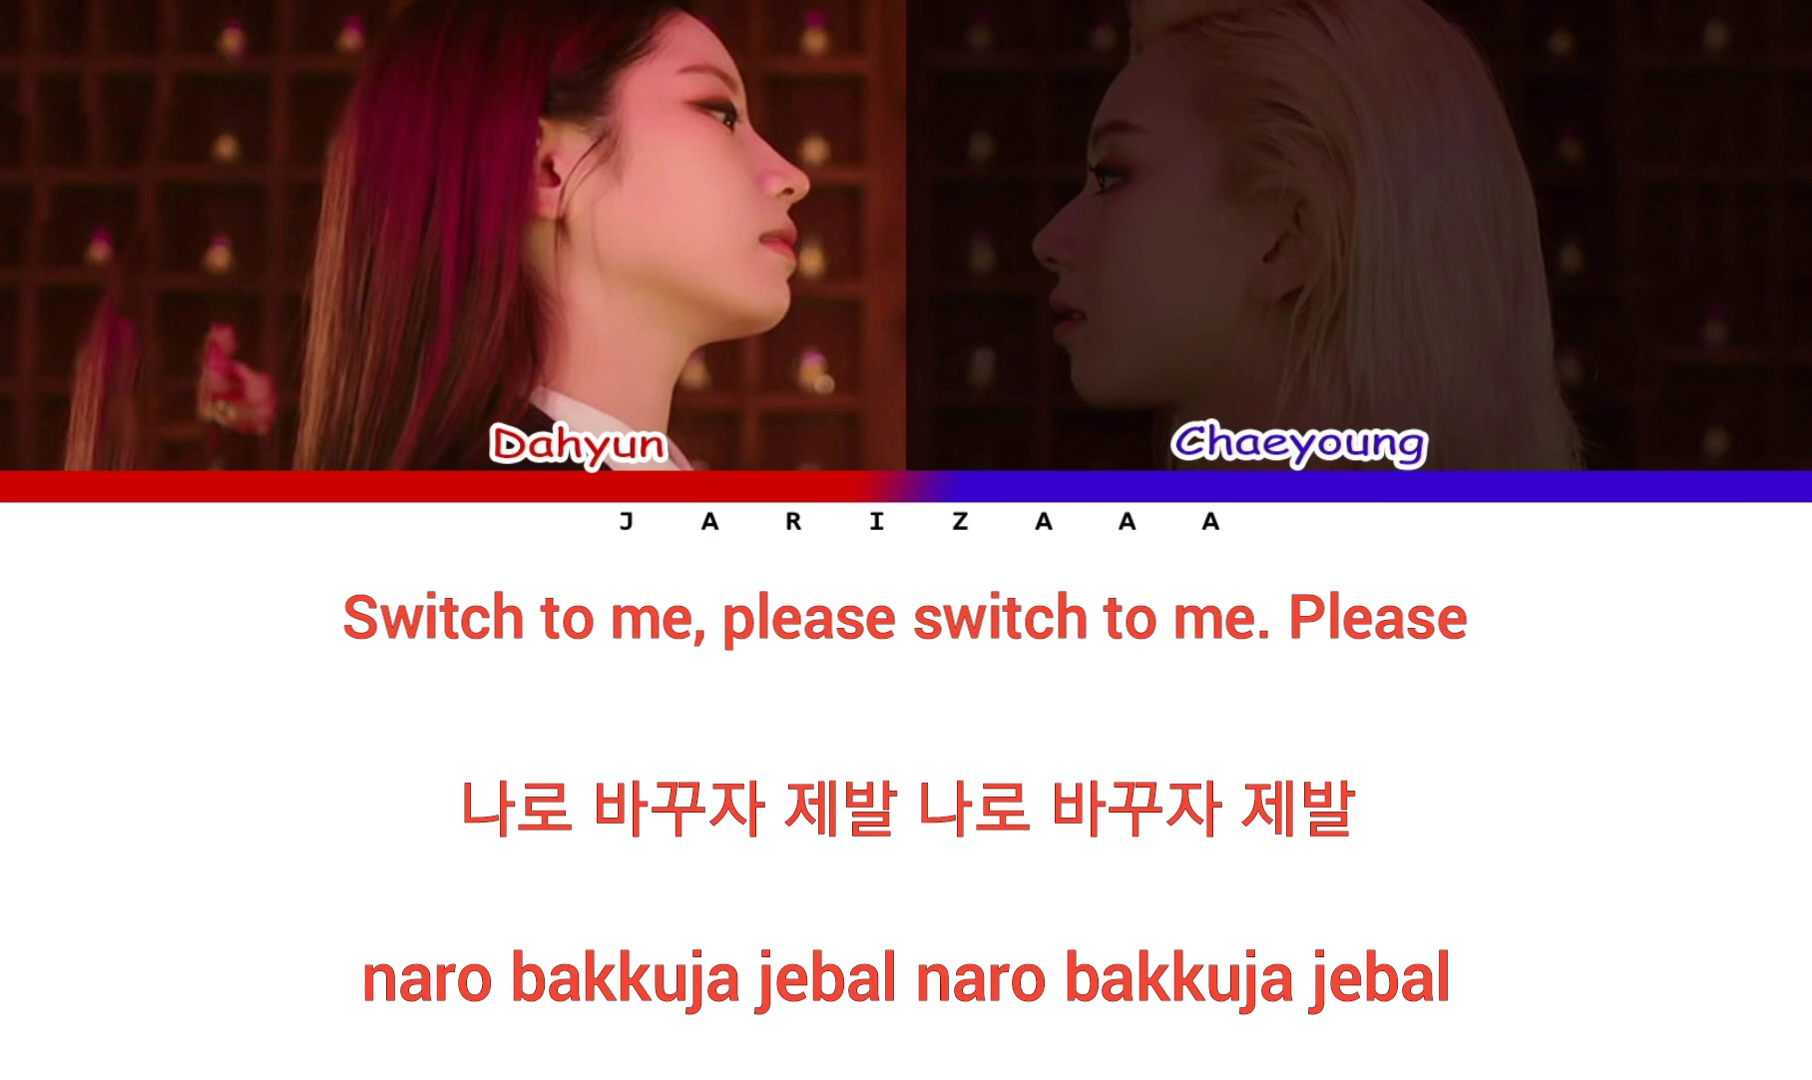 Dahyun Chaeyoung
J A R I Z A A A
Switch to me, please switch to me. Please
나로 바꾸자 제발 나로 바꾸자 제발
naro bakkuja jebal naro bakkuja jebal